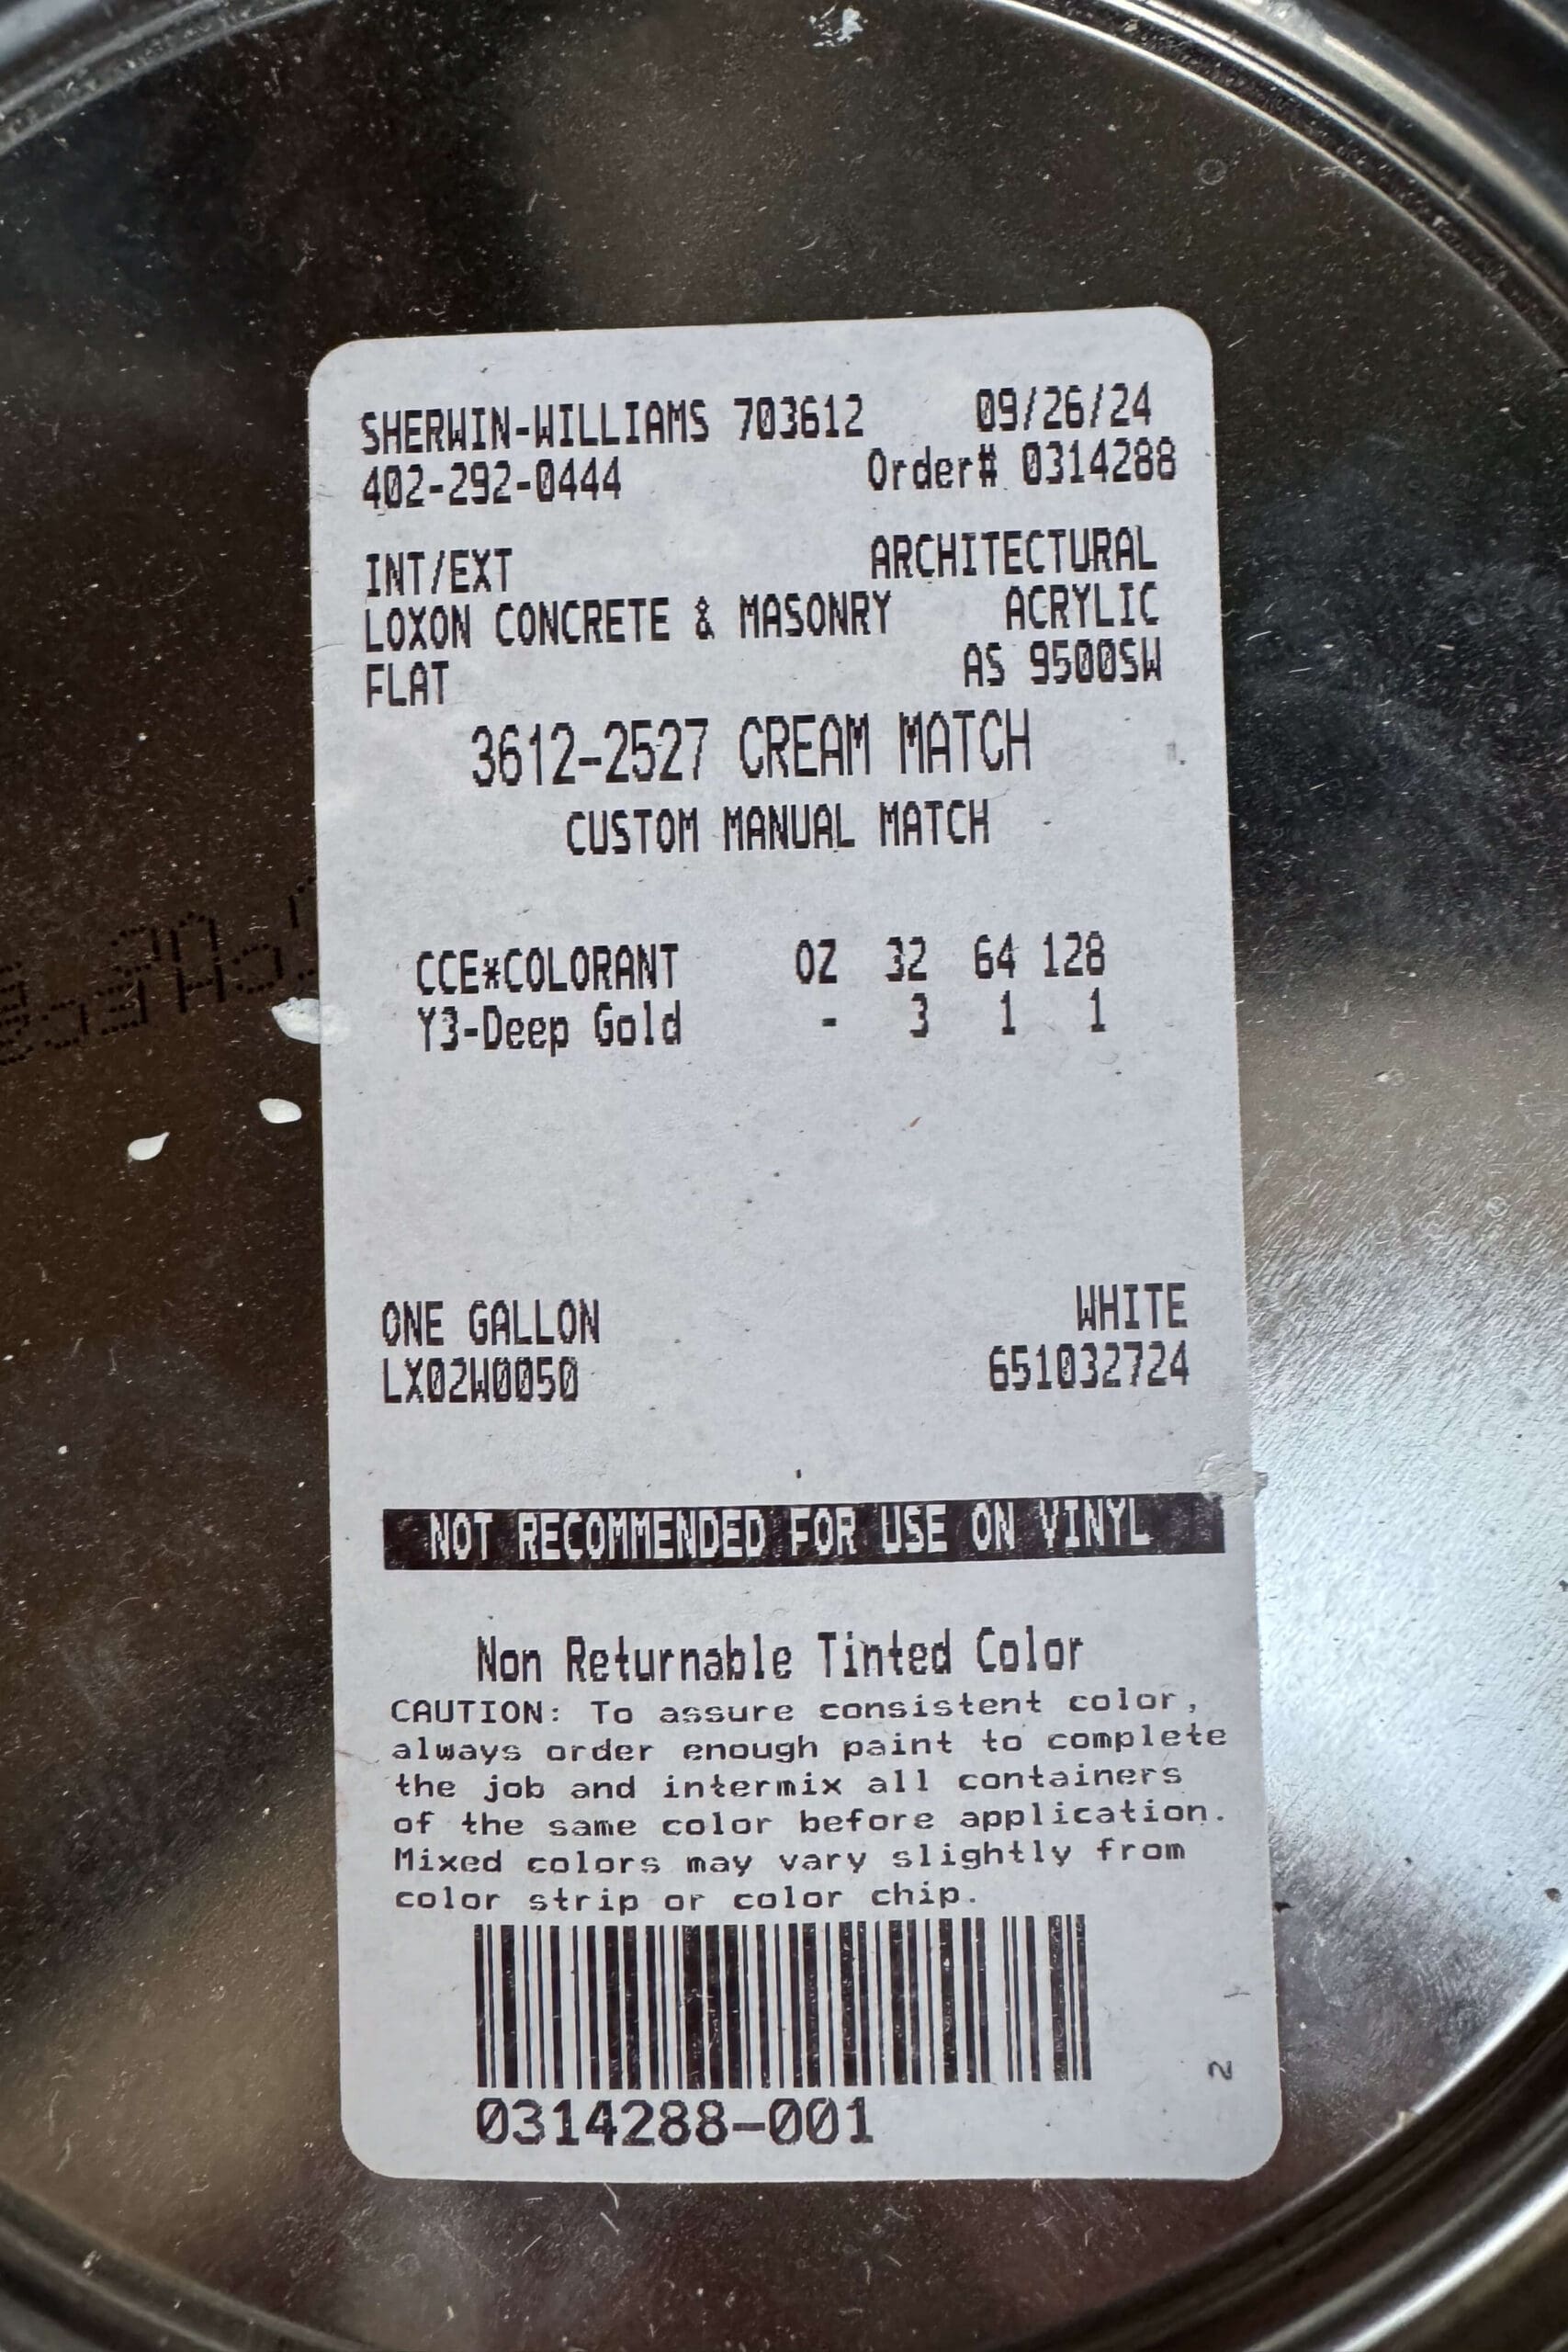 SHERWIN-WILLIAMS 703612 09/26/24
402-292-0444 Order# 0314288
INT/EXT ARCHITECTURAL
LOXON CONCRETE & MASONRY ACRYLIC
FLAT AS 9500SW
3612-2527 CREAM MATCH
CUSTOM MANUAL MATCH
CCE*COLORANT OZ 32 64 128
Y3-Deep Gold - 3 1 1
ONE GALLON WHITE
LX02W0050 651032724
NOT RECOMMENDED FOR USE ON VINYL
Non Returnable Tinted Color
CAUTION: To assure consistent color,
always order enough paint to complete
the job and intermix all containers
of the same color before application.
Mixed colors may vary slightly from
color strip or color chip.
0314288-001
2